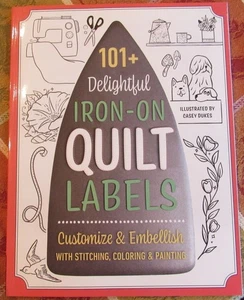 101+
Delightful
IRON-ON
QUILT
LABELS
Customize & Embellish
WITH STITCHING, COLORING & PAINTING
ILLUSTRATED BY
CASEY DUKES